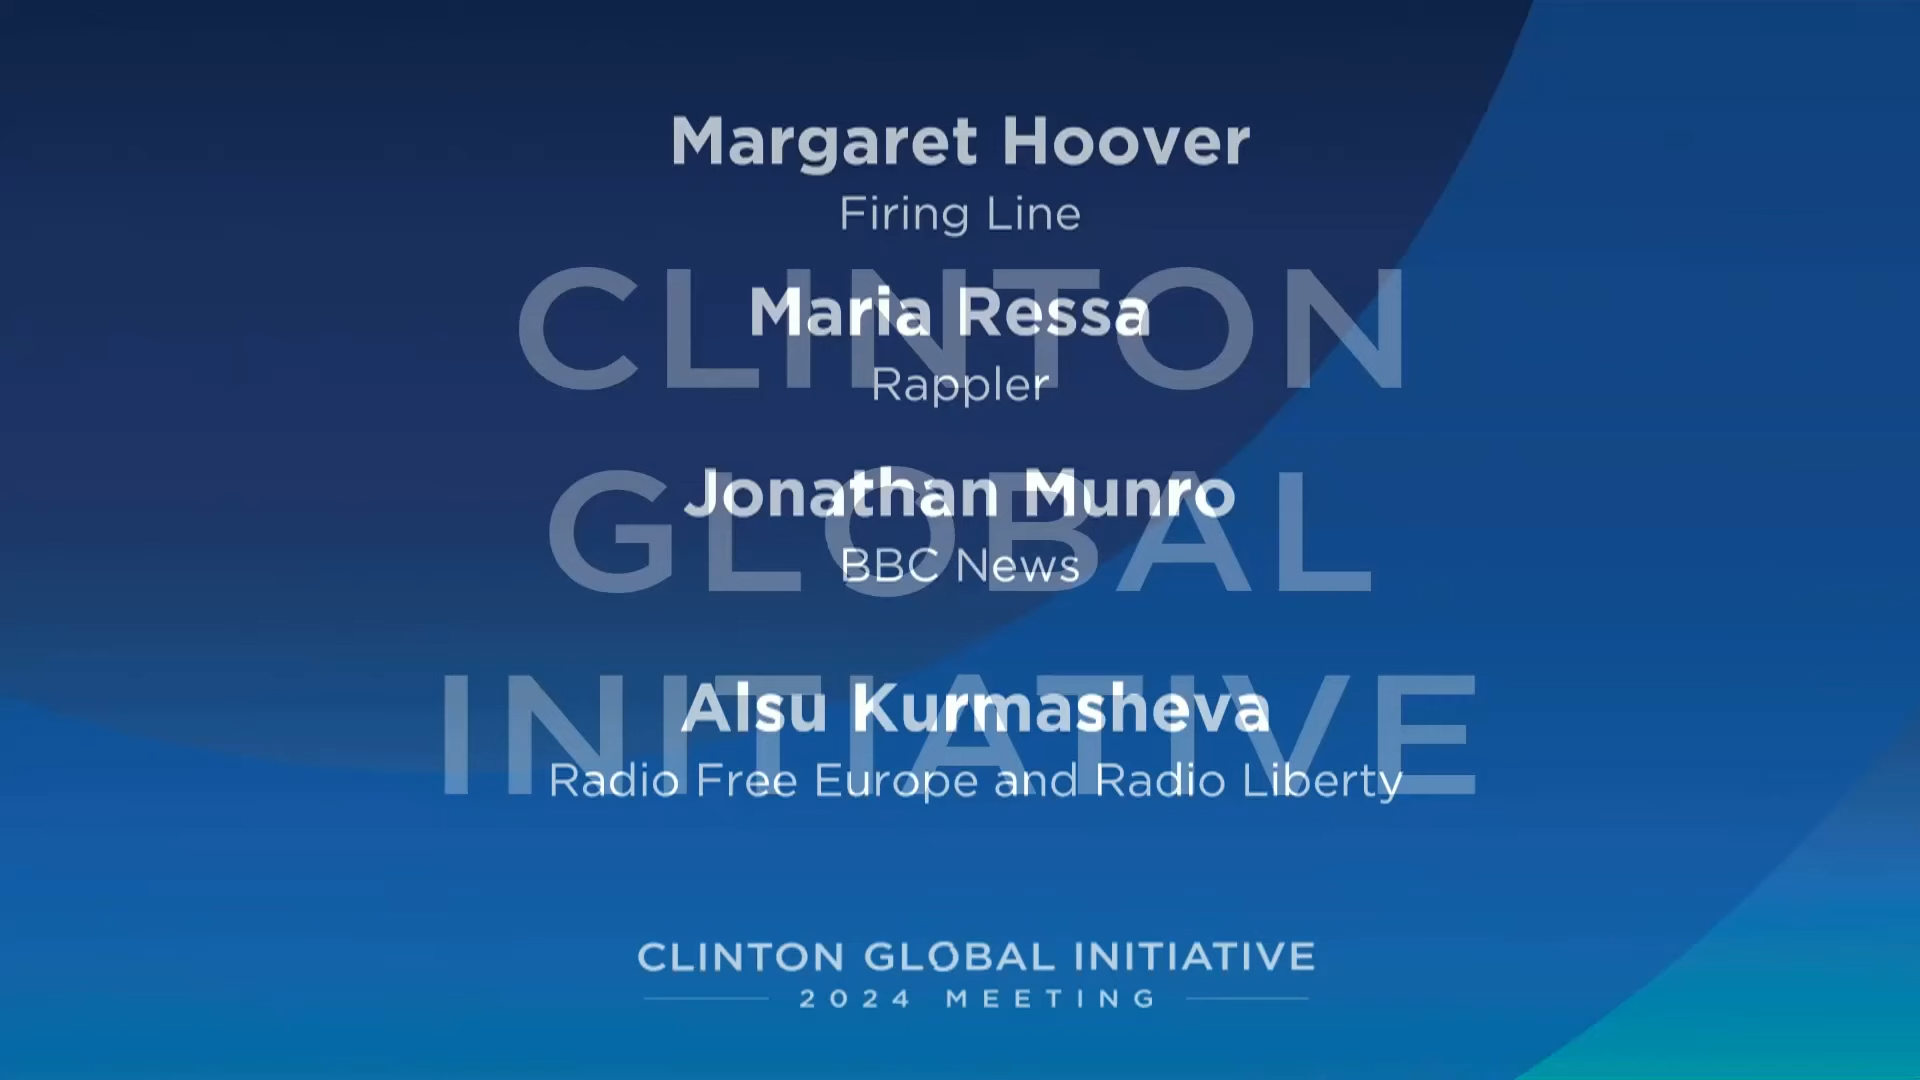 Margaret Hoover
Firing Line
CLINTON
Maria Ressa
Rappler
GLOBAL
Jonathan Munro
BBC News
INITIATIVE
Alsu Kurmasheva
Radio Free Europe and Radio Liberty
CLINTON GLOBAL INITIATIVE
2024 MEETING